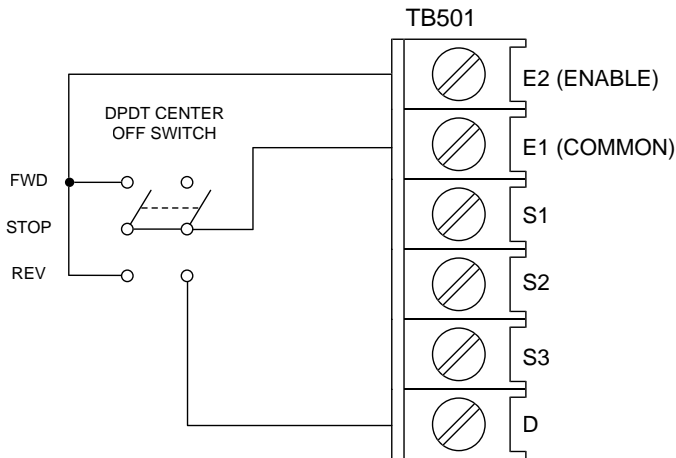 TB501
E2 (ENABLE)
DPDT CENTER
OFF SWITCH
E1 (COMMON)
FWD
S1
STOP
REV
S2
S3
D